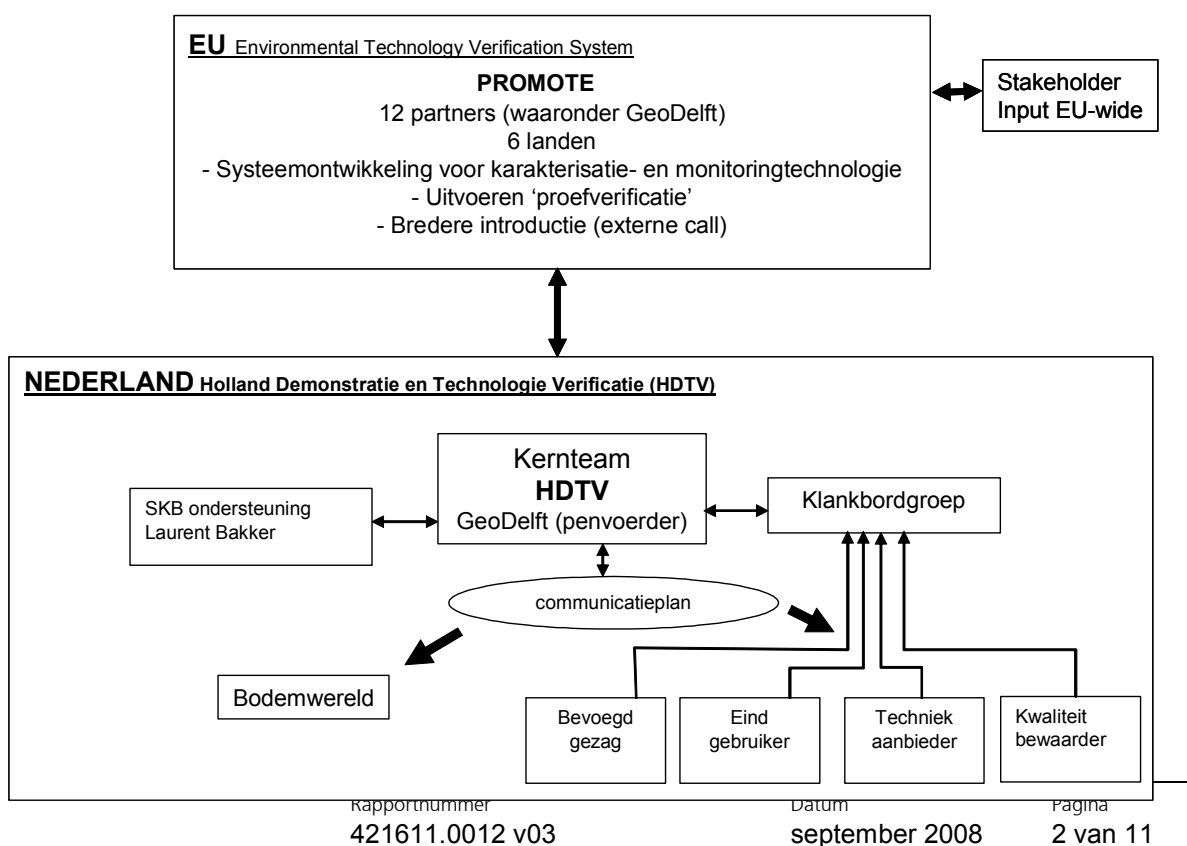 EU Environmental Technology Verification System
PROMOTE
12 partners (waaronder GeoDelft)
6 landen
- Systeemontwikkeling voor karakterisatie- en monitoringtechnologie
- Uitvoeren ‘proefverificatie’
- Bredere introductie (externe call)
Stakeholder
Input EU-wide
NEDERLAND Holland Demonstratie en Technologie Verificatie (HDTV)
Kernteam
HDTV
GeoDelft (penvoerder)
SKB ondersteuning
Laurent Bakker
Klankbordgroep
communicatieplan
Bodemwereld
Bevoegd
gezag
Eind
gebruiker
Techniek
aanbieder
Kwaliteit
bewaarder
Rapportnummer
421611.0012 v03
Datum
september 2008
Pagina
2 van 11